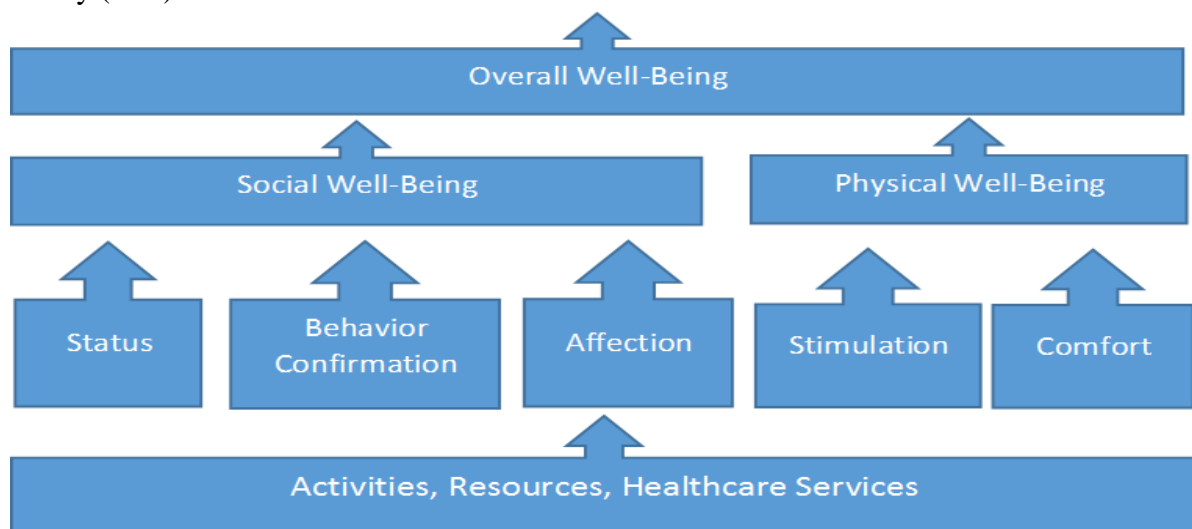 Overall Well-Being
Social Well-Being
Physical Well-Being
Status
Behavior
Confirmation
Affection
Stimulation
Comfort
Activities, Resources, Healthcare Services